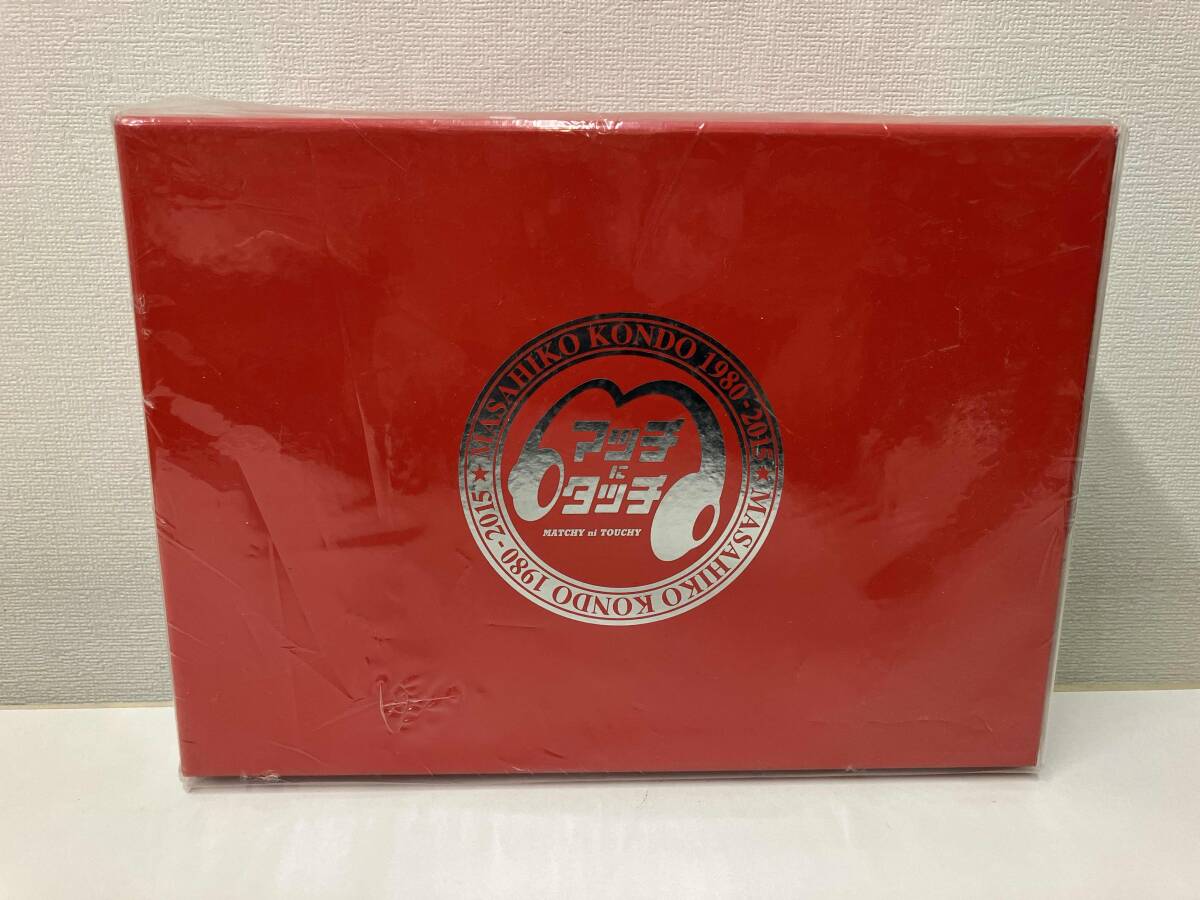 ★ MASAHIKO KONDO 1980-2015 ★ MASAHIKO KONDO 1980-2015
マッチ
に
タッチ
MATCHY ni TOUCHY